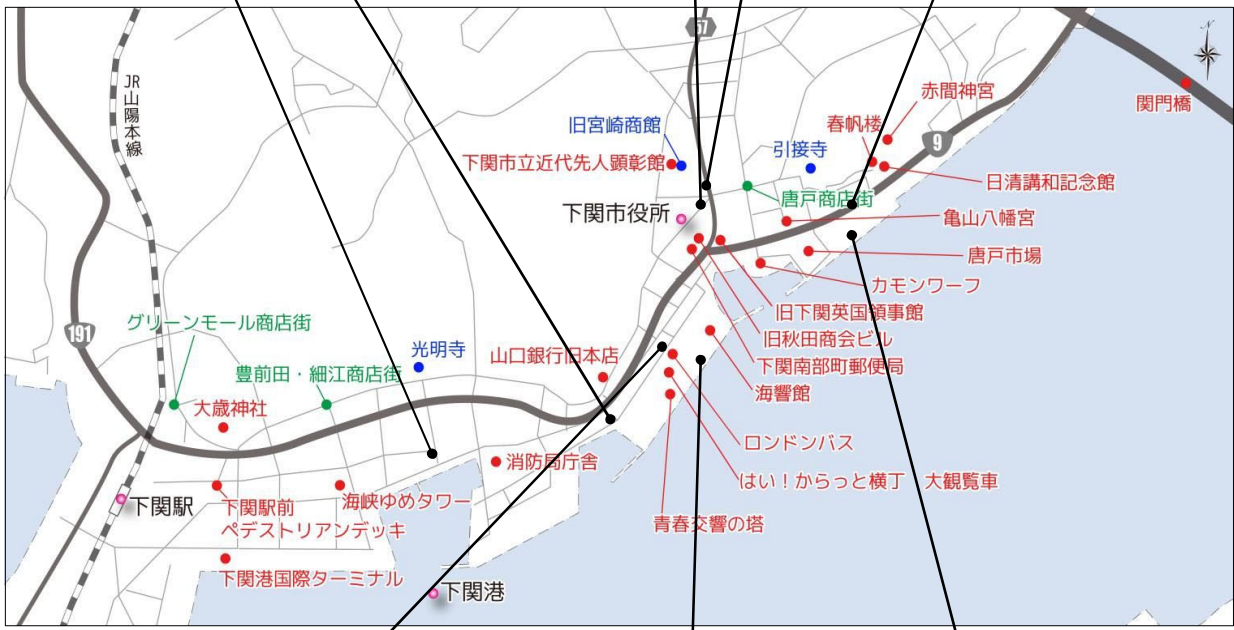 N
57
JR山陽本線
赤間神宮
関門橋
旧宮崎商館
春帆楼
9
引接寺
下関市立近代先人顕彰館
日清講和記念館
唐戸商店街
下関市役所
亀山八幡宮
唐戸市場
カモンワーフ
旧下関英国領事館
191
グリーンモール商店街
旧秋田商会ビル
光明寺
山口銀行旧本店
下関南部町郵便局
豊前田・細江商店街
海響館
大歳神社
ロンドンバス
消防局庁舎
はい!からっと横丁 大観覧車
海峡ゆめタワー
下関駅
下関駅前
ペデストリアンデッキ
青春交響の塔
下関港国際ターミナル
下関港